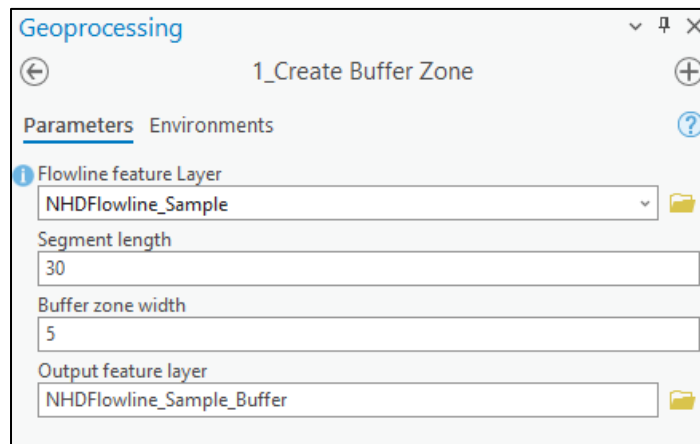 Geoprocessing
1_Create Buffer Zone
Parameters Environments
Flowline feature Layer
NHDFlowline_Sample
Segment length
30
Buffer zone width
5
Output feature layer
NHDFlowline_Sample_Buffer